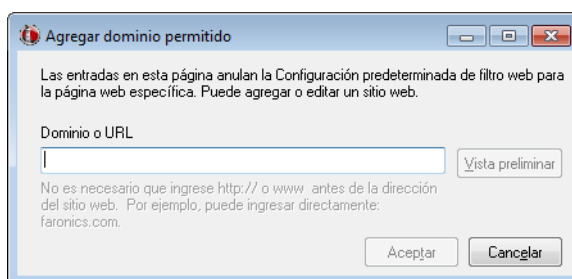 Agregar dominio permitido
Las entradas en esta página anulan la Configuración predeterminada de filtro web para
la página web específica. Puede agregar o editar un sitio web.
Dominio o URL
Vista preliminar
No es necesario que ingrese http:// o www antes de la dirección
del sitio web. Por ejemplo, puede ingresar directamente:
faronics.com.
Aceptar Cancelar